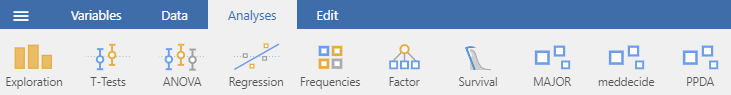 Variables Data Analyses Edit
Exploration T-Tests ANOVA Regression Frequencies Factor Survival MAJOR meddecide PPDA